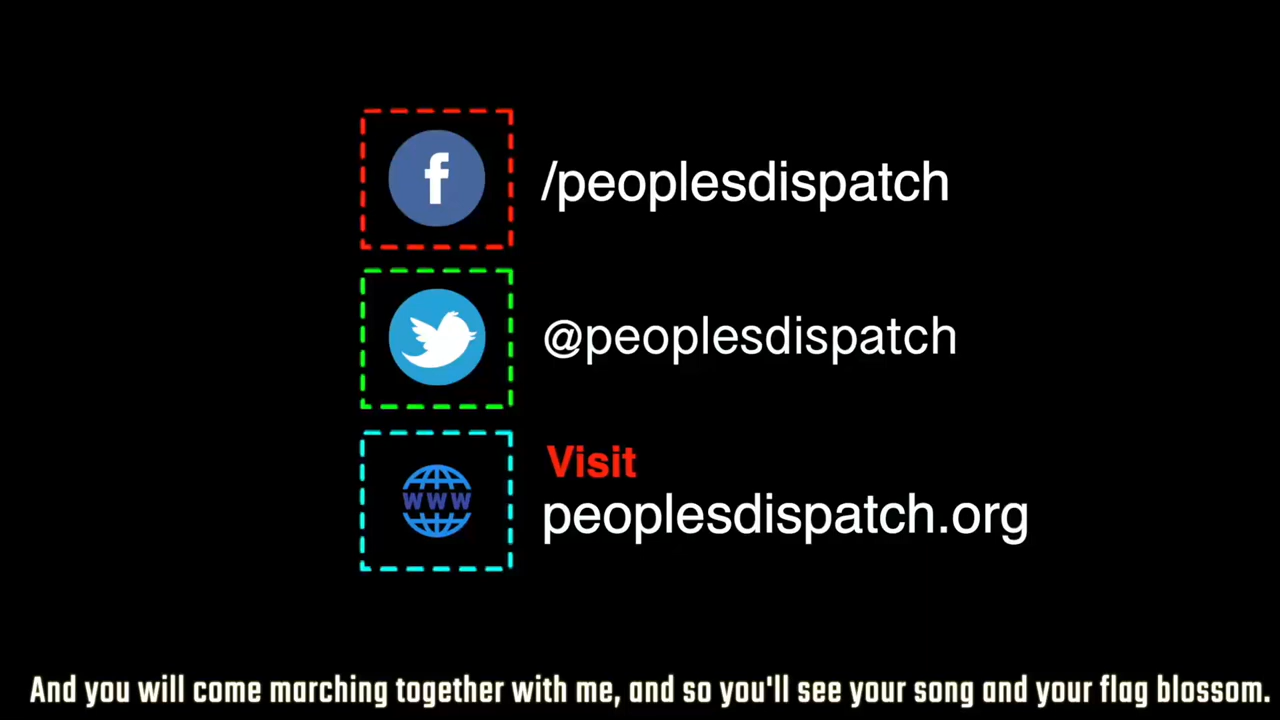 f
/peoplesdispatch
@peoplesdispatch
Visit
WWW
peoplesdispatch.org
And you will come marching together with me, and so you'll see your song and your flag blossom.